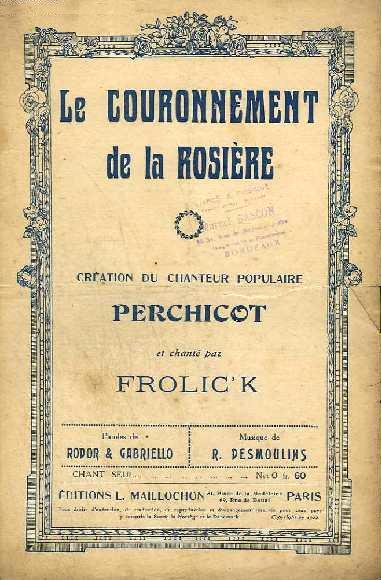 Le COURONNEMENT
de la ROSIÈRE
GASCON
BORDEAUX
CRÉATION DU CHANTEUR POPULAIRE
PERCHICOT
et chanté par
FROLIC'K
Paroles de
RODOR & GABRIELLO
Musique de
R. DESMOULINS
CHANT SEUL
Net 0 fr. 60
ÉDITIONS L. MAILLOCHON
PARIS